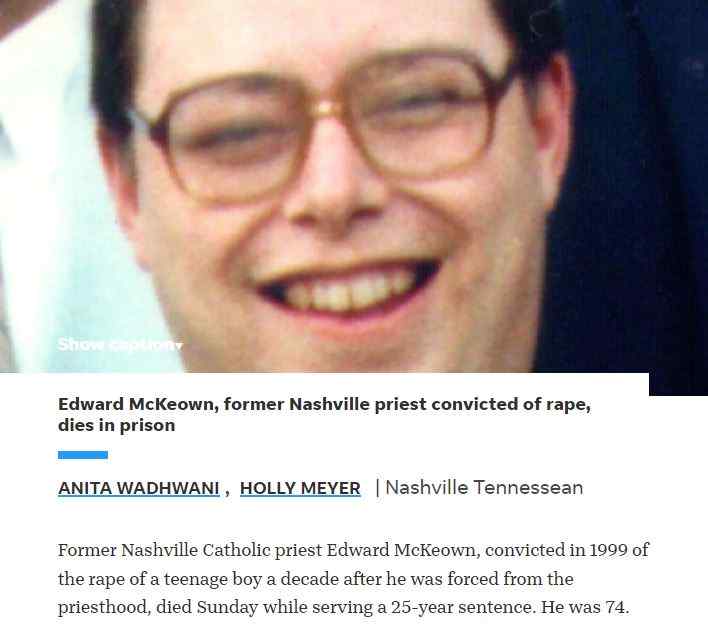 Show caption▾
Edward McKeown, former Nashville priest convicted of rape,
dies in prison
ANITA WADHWANI , HOLLY MEYER | Nashville Tennessean
Former Nashville Catholic priest Edward McKeown, convicted in 1999 of
the rape of a teenage boy a decade after he was forced from the
priesthood, died Sunday while serving a 25-year sentence. He was 74.